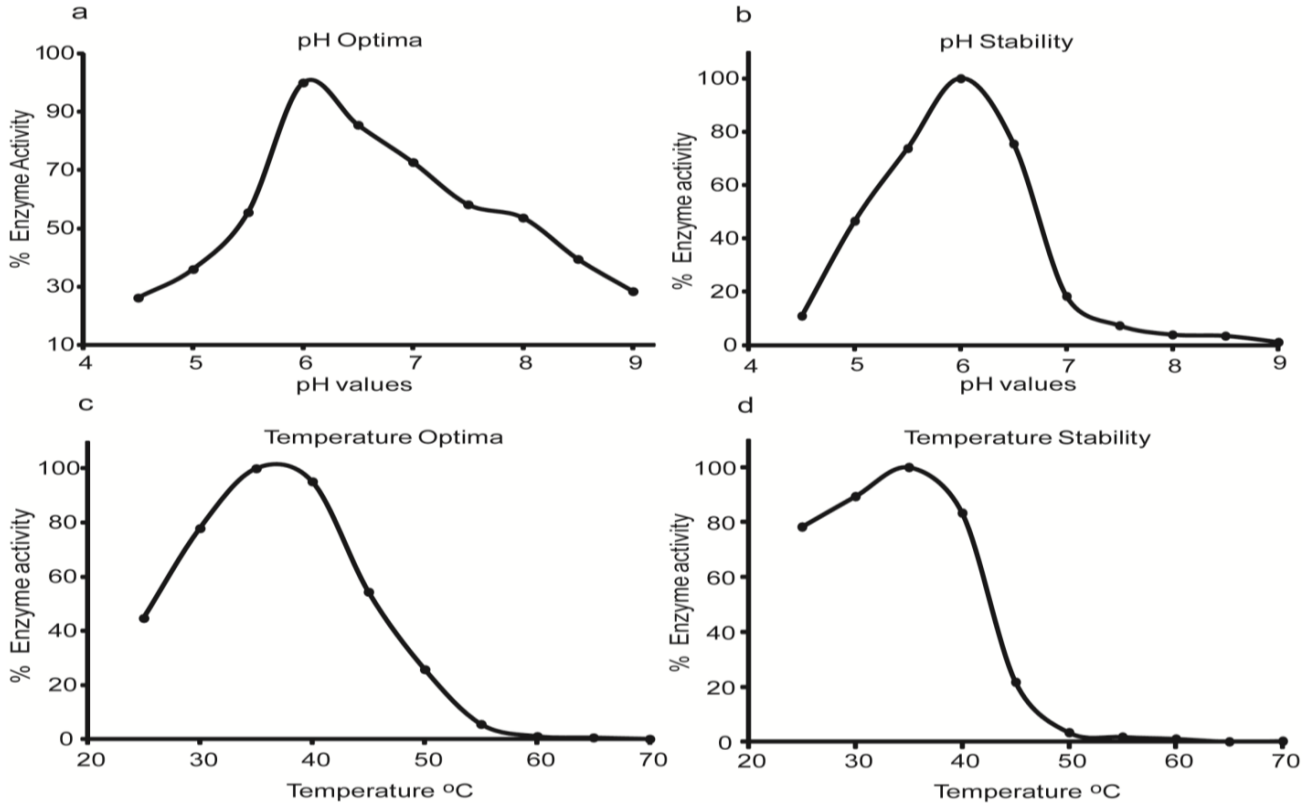 a
pH Optima
100
90
70
50
30
10
% Enzyme Activity
4 5 6 7 8 9
pH values
b
pH Stability
100
80
60
40
20
0
% Enzyme activity
4 5 6 7 8 9
pH values
c
Temperature Optima
100
80
60
40
20
0
% Enzyme activity
20 30 40 50 60 70
Temperature ºC
d
Temperature Stability
100
80
60
40
20
0
% Enzyme activity
20 30 40 50 60 70
Temperature ºC